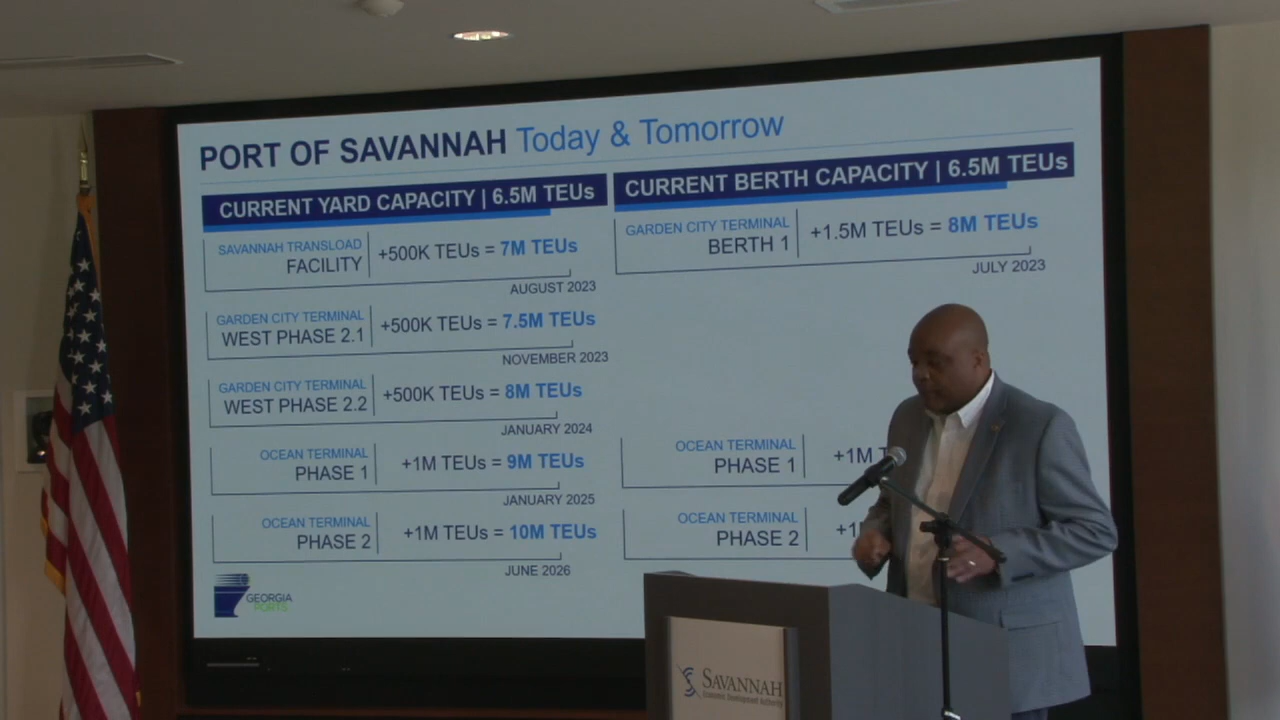 PORT OF SAVANNAH Today & Tomorrow
CURRENT YARD CAPACITY | 6.5M TEUs
SAVANNAH TRANSLOAD
FACILITY
+500K TEUs = 7M TEUs
AUGUST 2023
GARDEN CITY TERMINAL
WEST PHASE 2.1
+500K TEUs = 7.5M TEUs
NOVEMBER 2023
GARDEN CITY TERMINAL
WEST PHASE 2.2
+500K TEUs = 8M TEUs
JANUARY 2024
OCEAN TERMINAL
PHASE 1
+1M TEUs = 9M TEUs
JANUARY 2025
OCEAN TERMINAL
PHASE 2
+1M TEUs = 10M TEUs
JUNE 2026
GEORGIA
PORTS
CURRENT BERTH CAPACITY | 6.5M TEUs
GARDEN CITY TERMINAL
BERTH 1
+1.5M TEUs = 8M TEUs
JULY 2023
OCEAN TERMINAL
PHASE 1
+1M
OCEAN TERMINAL
PHASE 2
SAVANNAH
Economic Development Authority